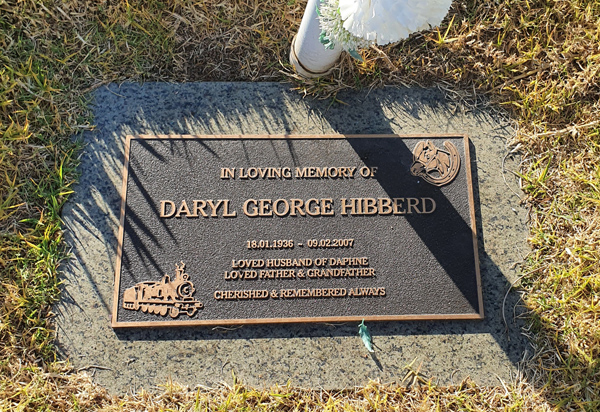 IN LOVING MEMORY OF
DARYL GEORGE HIBBERD
18.01.1936 ~ 09.02.2007
LOVED HUSBAND OF DAPHNE
LOVED FATHER & GRANDFATHER
CHERISHED & REMEMBERED ALWAYS